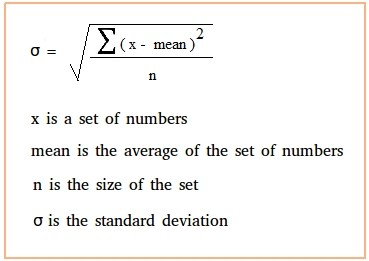 σ = √(∑(x - mean)² / n)
x is a set of numbers
mean is the average of the set of numbers
n is the size of the set
σ is the standard deviation